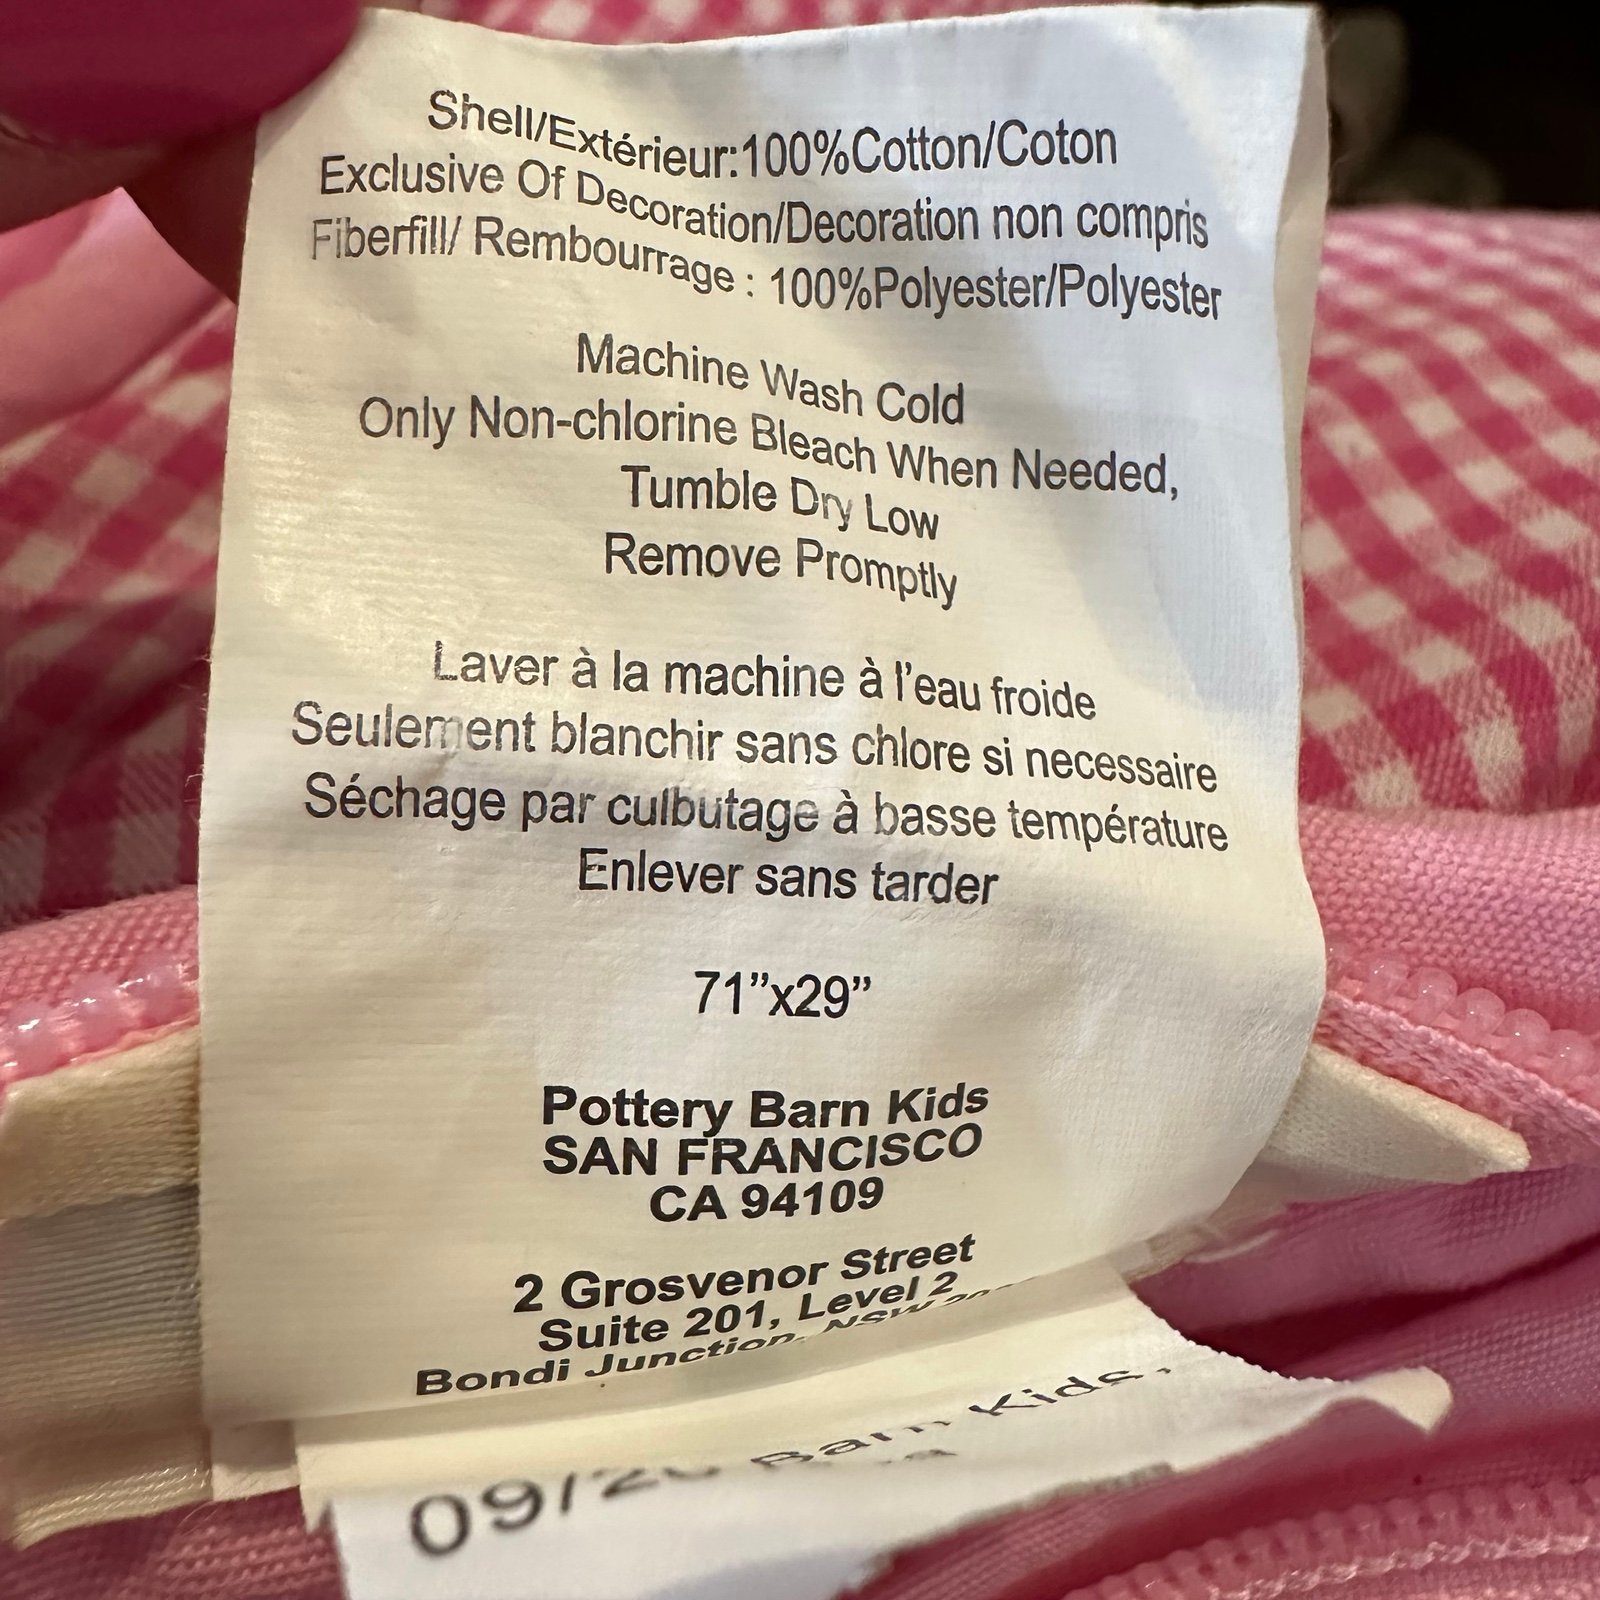 Shell/Extérieur:100%Cotton/Coton
Exclusive Of Decoration/Decoration non compris
Fiberfill/ Rembourrage : 100%Polyester/Polyester
Machine Wash Cold
Only Non-chlorine Bleach When Needed,
Tumble Dry Low
Remove Promptly
Laver à la machine à l’eau froide
Seulement blanchir sans chlore si necessaire
Séchage par culbutage à basse température
Enlever sans tarder
71”x29”
Pottery Barn Kids
SAN FRANCISCO
CA 94109
2 Grosvenor Street
Suite 201, Level 2
Bondi Junction, NSW
Barn Kids,